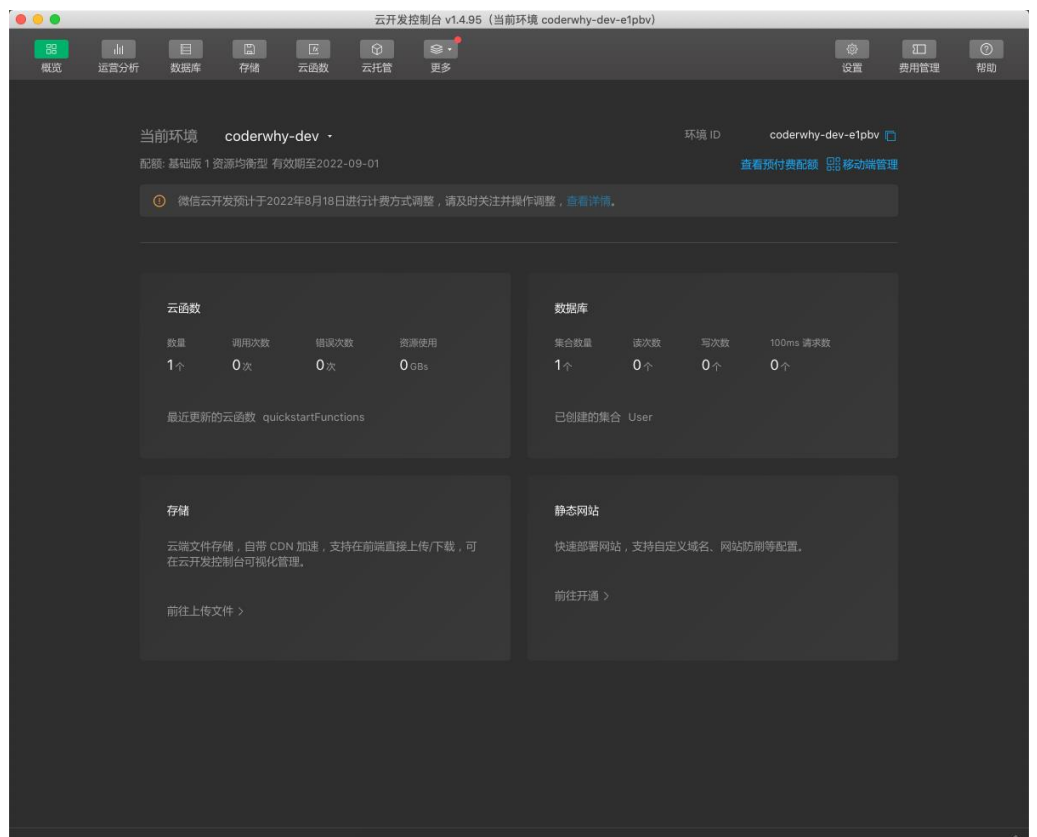 云开发控制台 v1.4.95（当前环境 coderwhy-dev-e1pbv）
概览 运营分析 数据库 存储 云函数 云托管 更多 设置 费用管理 帮助
当前环境 coderwhy-dev 环境 ID coderwhy-dev-e1pbv
配额: 基础版 1 资源均衡型 有效期至2022-09-01 查看预付费配额 移动端管理
微信云开发预计于2022年8月18日进行计费方式调整，请及时关注并操作调整，查看详情。
云函数
数量 调用次数 错误次数 资源使用
1个 0次 0次 0GBs
最近更新的云函数 quickstartFunctions
数据库
集合数量 读次数 写次数 100ms 请求数
1个 0个 0个 0个
已创建的集合 User
存储
云端文件存储，自带 CDN 加速，支持在前端直接上传/下载，可
在云开发控制台可视化管理。
前往上传文件 >
静态网站
快速部署网站，支持自定义域名、网站防刷等配置。
前往开通 >